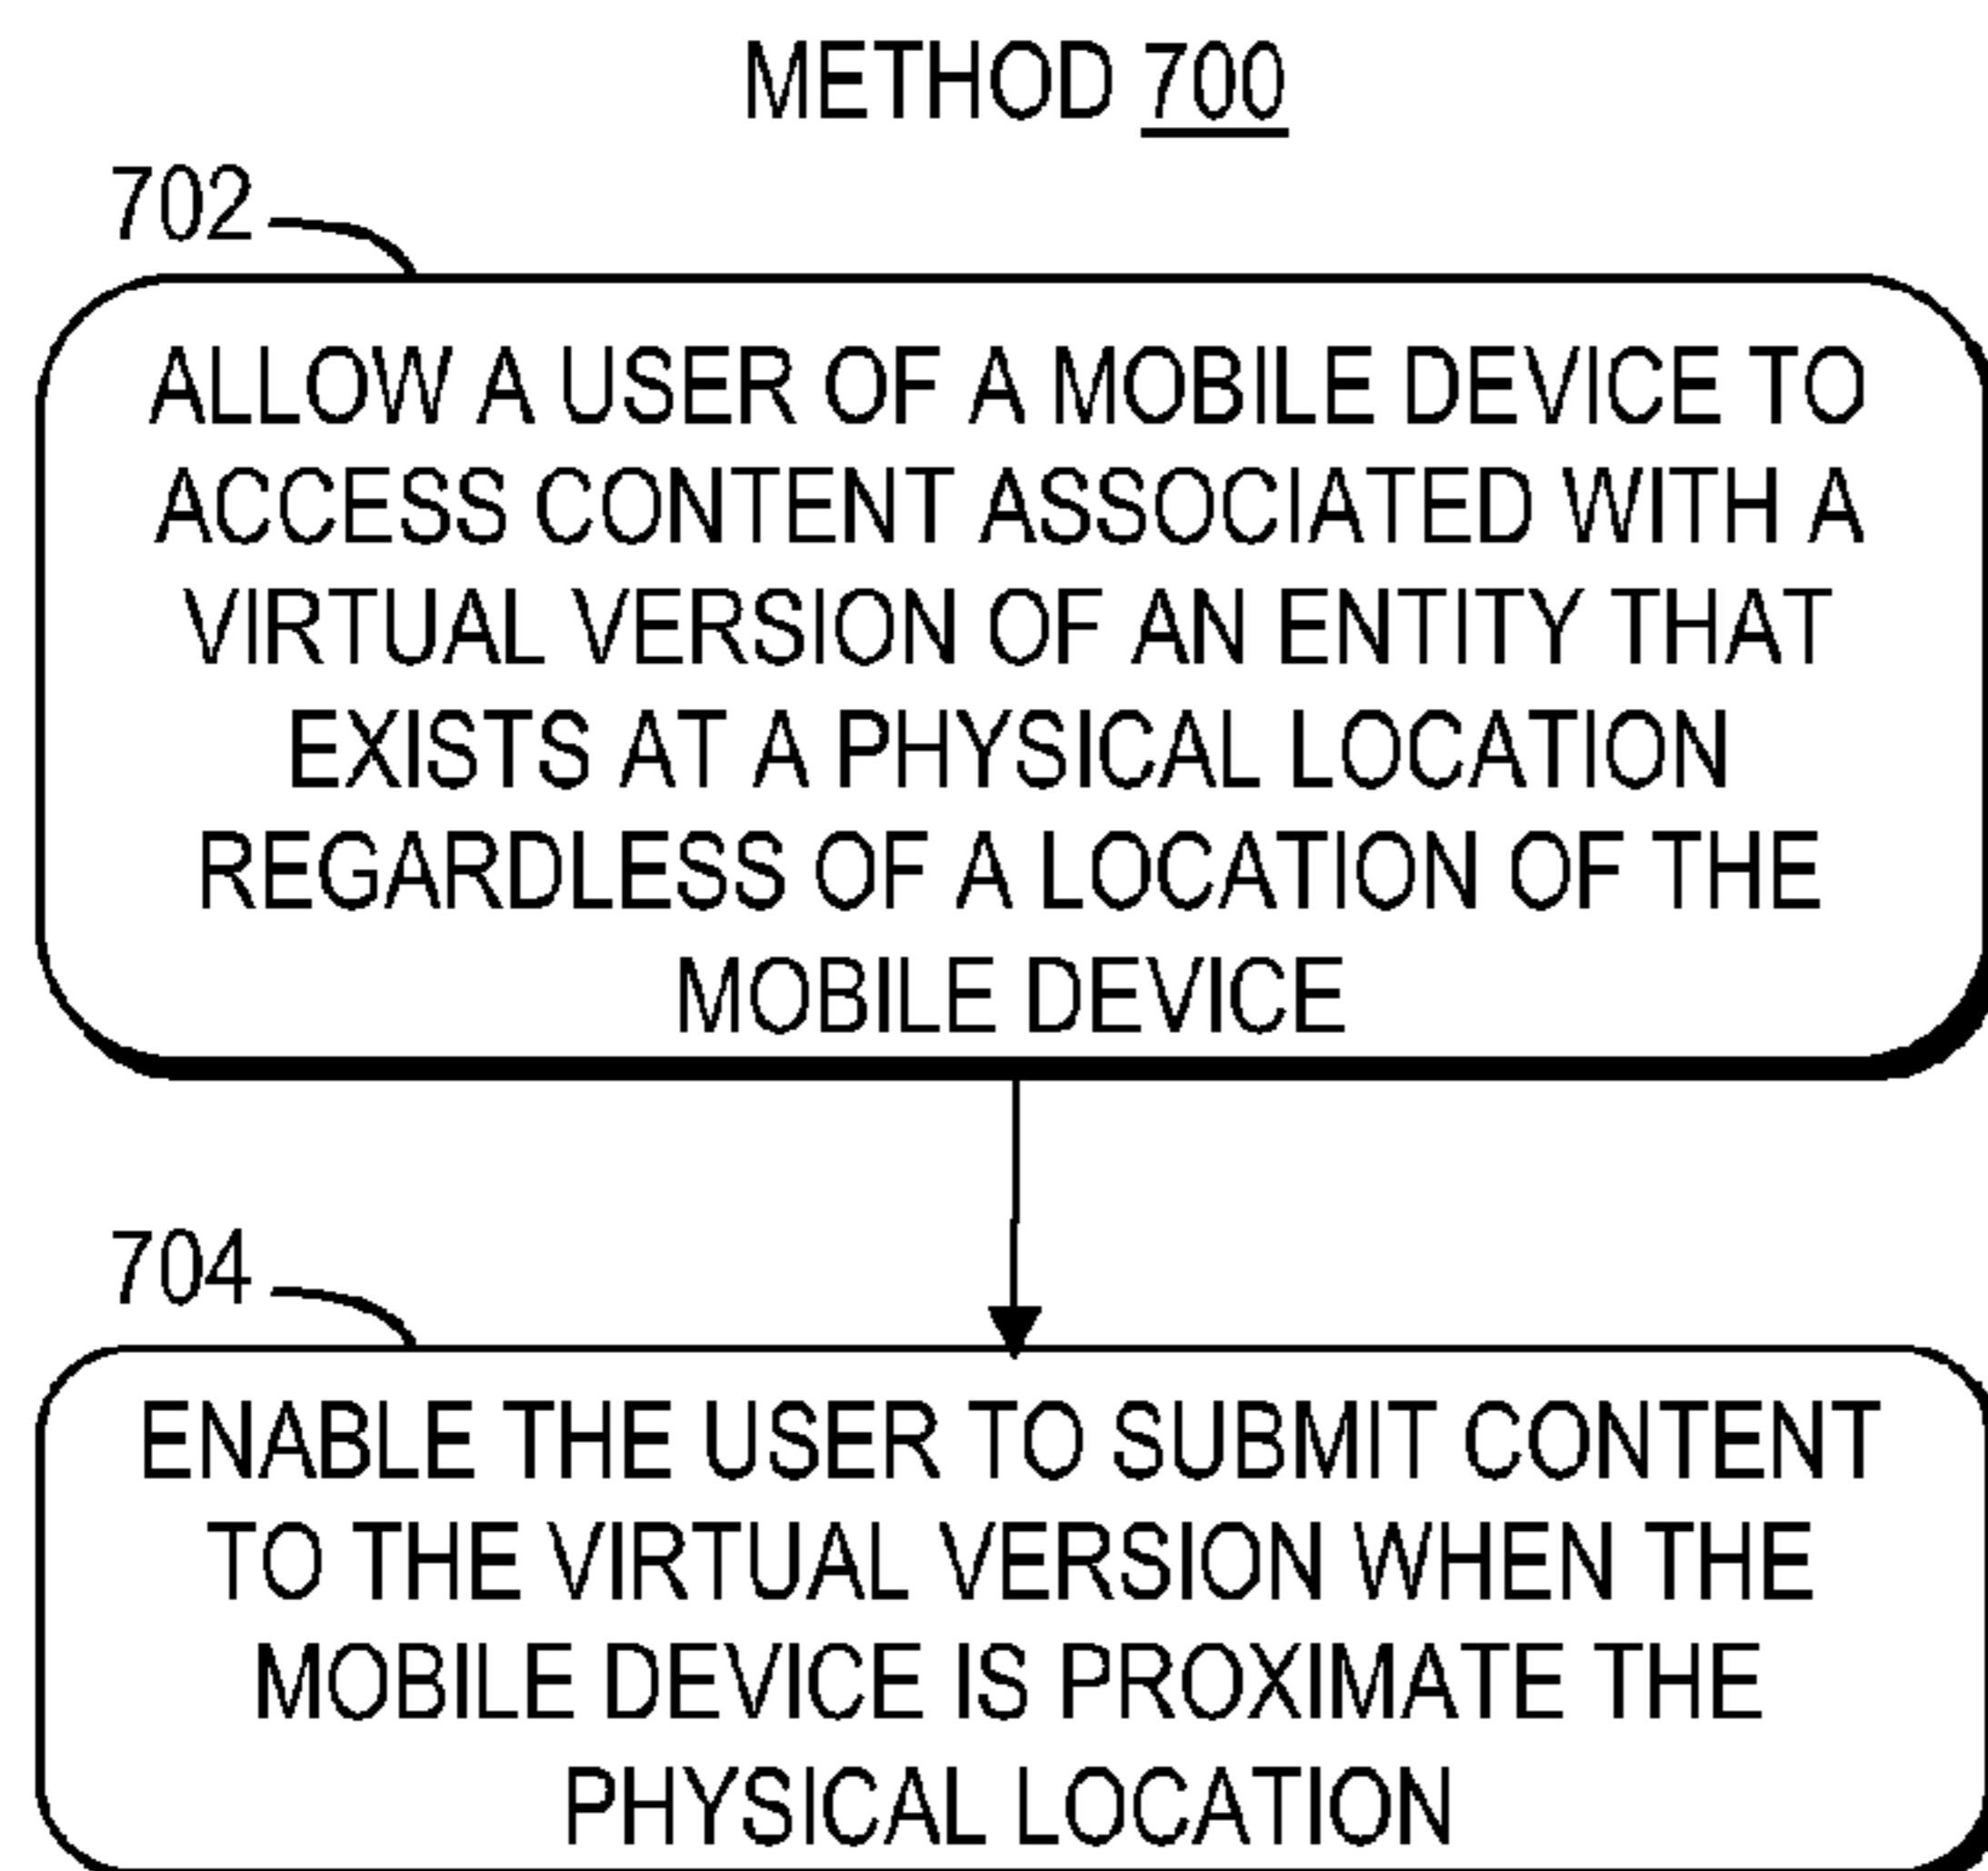 METHOD 700
702
ALLOW A USER OF A MOBILE DEVICE TO
ACCESS CONTENT ASSOCIATED WITH A
VIRTUAL VERSION OF AN ENTITY THAT
EXISTS AT A PHYSICAL LOCATION
REGARDLESS OF A LOCATION OF THE
MOBILE DEVICE
704
ENABLE THE USER TO SUBMIT CONTENT
TO THE VIRTUAL VERSION WHEN THE
MOBILE DEVICE IS PROXIMATE THE
PHYSICAL LOCATION